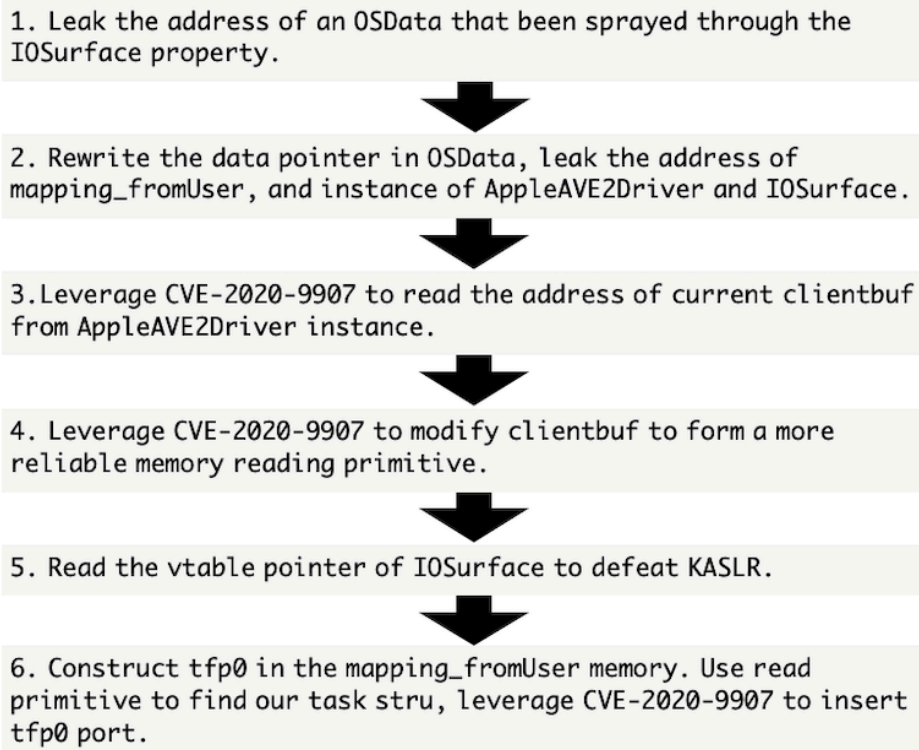 1. Leak the address of an OSData that been sprayed through the
IOSurface property.
2. Rewrite the data pointer in OSData, leak the address of
mapping_fromUser, and instance of AppleAVE2Driver and IOSurface.
3.Leverage CVE-2020-9907 to read the address of current clientbuf
from AppleAVE2Driver instance.
4. Leverage CVE-2020-9907 to modify clientbuf to form a more
reliable memory reading primitive.
5. Read the vtable pointer of IOSurface to defeat KASLR.
6. Construct tfp0 in the mapping_fromUser memory. Use read
primitive to find our task stru, leverage CVE-2020-9907 to insert
tfp0 port.